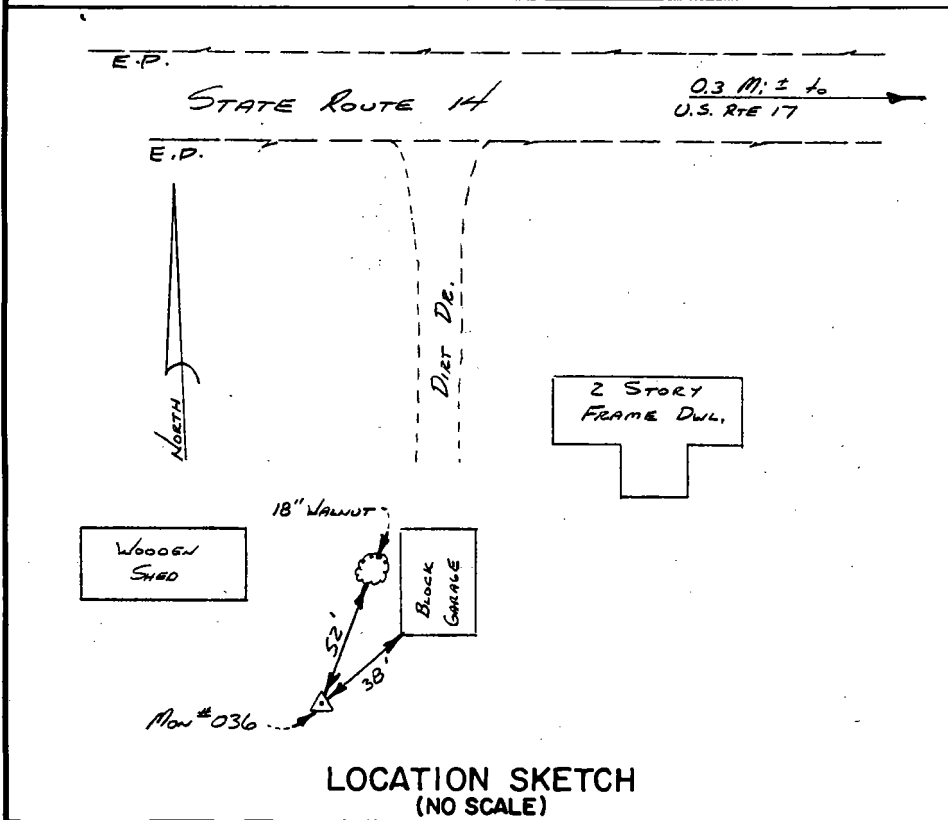 E.P.
STATE ROUTE 14
0.3 Mi ± to
U.S. RTE 17
E.P.
NORTH
DIRT DR.
2 STORY
FRAME DWL.
18" WALNUT
WOODEN
SHED
BLOCK
GARAGE
52'
38'
MON # 036
LOCATION SKETCH
(NO SCALE)